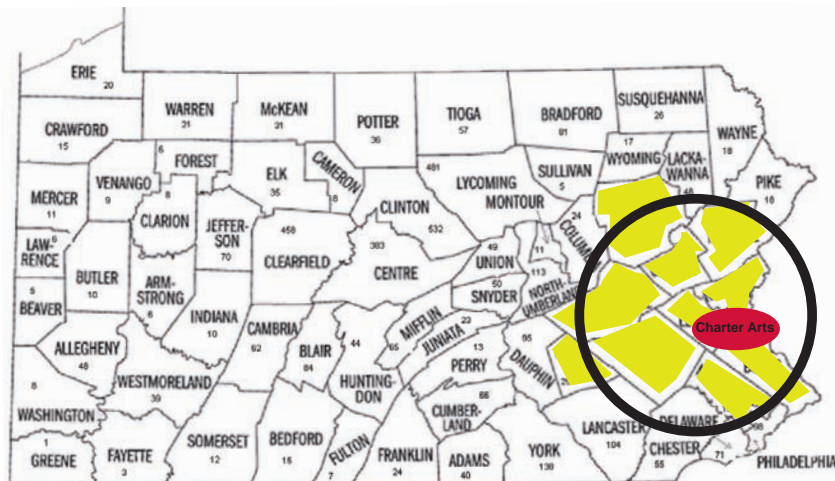 ERIE
20
CRAWFORD
15
WARREN
21
McKEAN
21
POTTER
36
TIOGA
57
BRADFORD
81
SUSQUEHANNA
26
WAYNE
18
17
WYOMING
LACKA-
WANNA
48
PIKE
18
6
FOREST
ELK
35
CAMERON
8
481
LYCOMING
SULLIVAN
5
MERCER
11
VENANGO
9
8
CLARION
JEFFER-
SON
70
458
CLEARFIELD
CLINTON
532
MONTOUR
11
24
COLUMBIA
LAW-
RENCE
6
BUTLER
10
ARM-
STRONG
6
383
CENTRE
49
UNION
50
SNYDER
113
NORTH-
UMBERLAND
5
BEAVER
INDIANA
10
CAMBRIA
62
BLAIR
84
44
HUNTING-
DON
MIFFLIN
65
22
JUNIATA
13
PERRY
95
DAUPHIN
Charter Arts
ALLEGHENY
48
WESTMORELAND
39
8
WASHINGTON
66
CUMBER-
LAND
LANCASTER
104
DELAWARE
CHESTER
55
71
PHILADELPHIA
1
GREENE
FAYETTE
3
SOMERSET
12
BEDFORD
15
FULTON
7
FRANKLIN
24
ADAMS
40
YORK
138